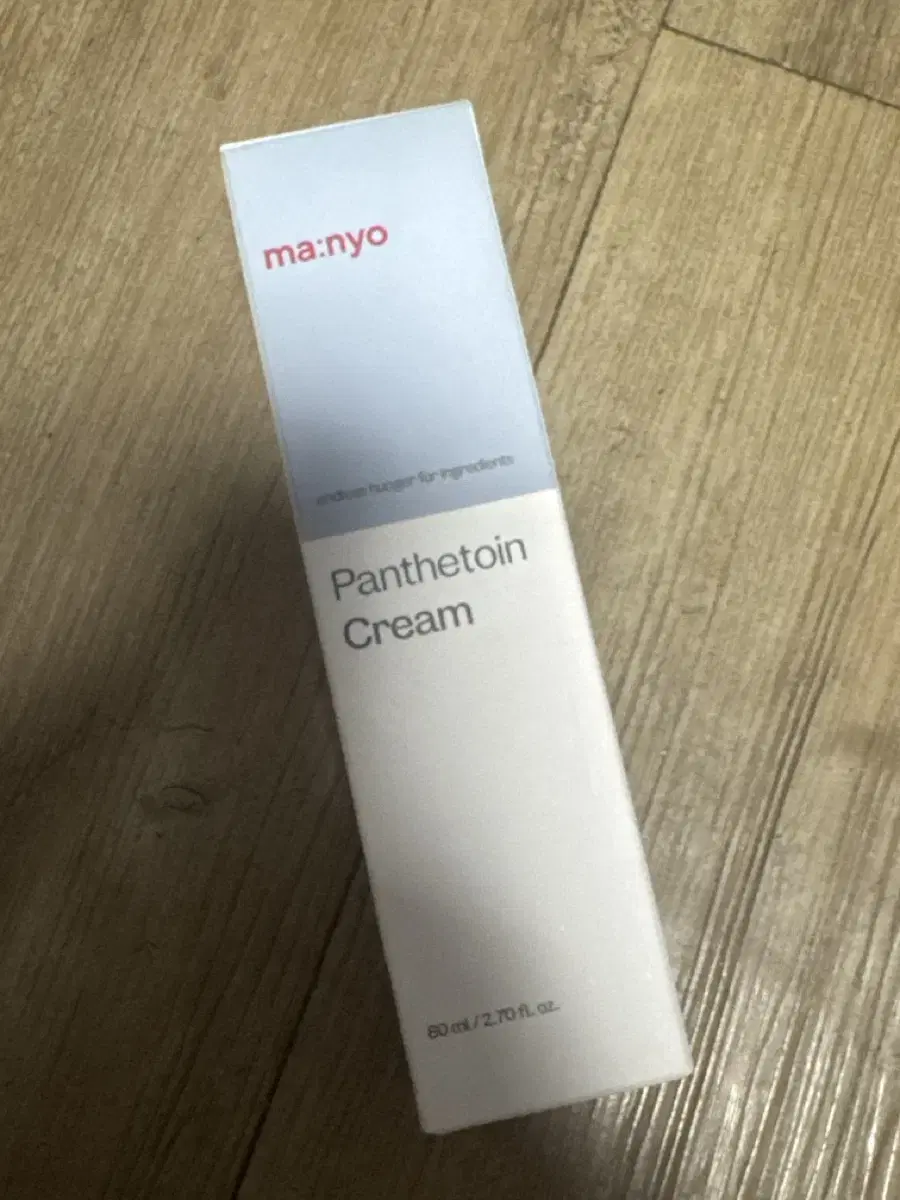 ma:nyo
endless hunger for ingredients
Panthetoin
Cream
80 ml / 2.70 fl. oz.